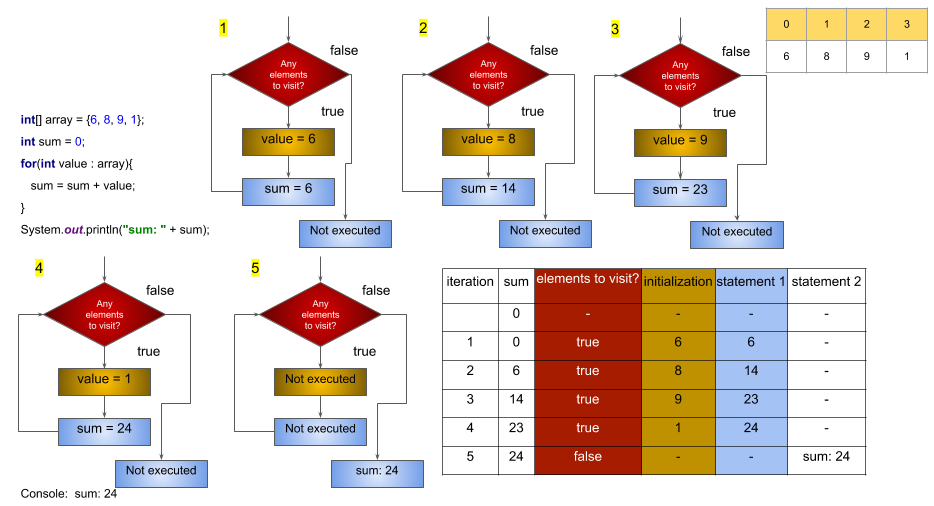 1
false
Any
elements
to visit?
true
value = 6
sum = 6
Not executed
2
false
Any
elements
to visit?
true
value = 8
sum = 14
Not executed
3
false
Any
elements
to visit?
true
value = 9
sum = 23
Not executed
0 1 2 3
6 8 9 1
int[] array = {6, 8, 9, 1};
int sum = 0;
for(int value : array){
sum = sum + value;
}
System.out.println("sum: " + sum);
4
false
Any
elements
to visit?
true
value = 1
sum = 24
Not executed
5
false
Any
elements
to visit?
true
Not executed
Not executed
sum: 24
iteration sum elements to visit? initialization statement 1 statement 2
0 - - - -
1 0 true 6 6 -
2 6 true 8 14 -
3 14 true 9 23 -
4 23 true 1 24 -
5 24 false - - sum: 24
Console: sum: 24